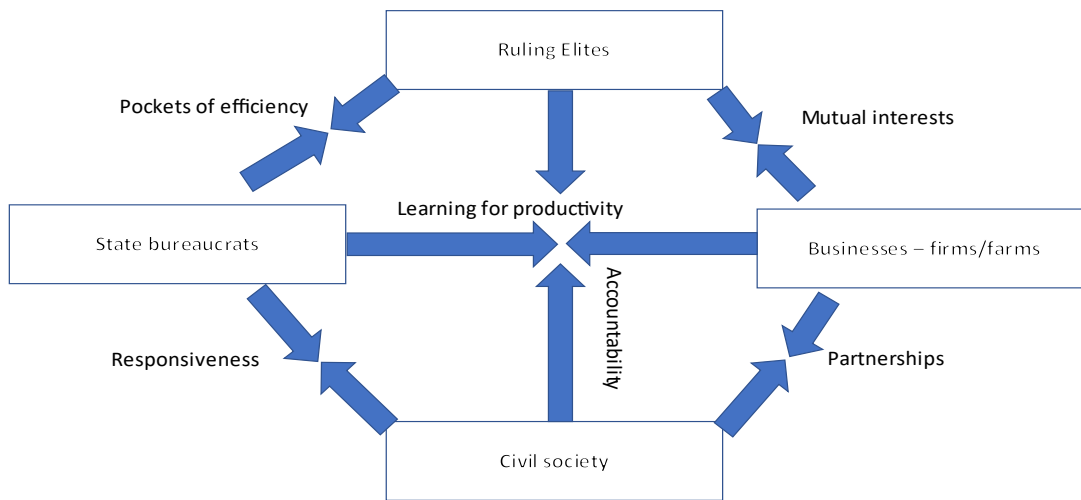 Ruling Elites
Pockets of efficiency
Mutual interests
Learning for productivity
State bureaucrats
Businesses – firms/farms
Accountability
Responsiveness
Partnerships
Civil society